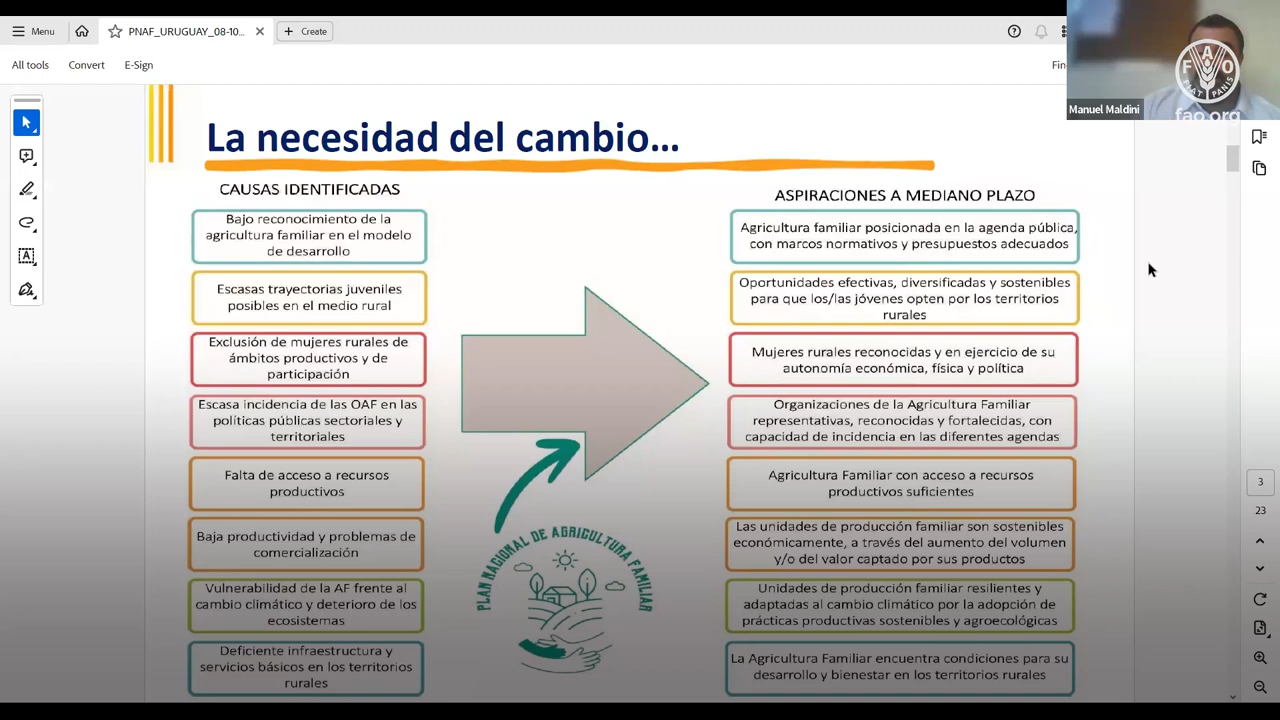 Menu
PNAF_URUGUAY_08-10...
Create
All tools
Convert
E-Sign
Fin
FAO
FIAT PANIS
fao.org
Manuel Maldini
La necesidad del cambio...
CAUSAS IDENTIFICADAS
Bajo reconocimiento de la
agricultura familiar en el modelo
de desarrollo
Escasas trayectorias juveniles
posibles en el medio rural
Exclusión de mujeres rurales de
ámbitos productivos y de
participación
Escasa incidencia de las OAF en las
políticas públicas sectoriales y
territoriales
Falta de acceso a recursos
productivos
Baja productividad y problemas de
comercialización
Vulnerabilidad de la AF frente al
cambio climático y deterioro de los
ecosistemas
Deficiente infraestructura y
servicios básicos en los territorios
rurales
PLAN NACIONAL DE AGRICULTURA FAMILIAR
ASPIRACIONES A MEDIANO PLAZO
Agricultura familiar posicionada en la agenda pública,
con marcos normativos y presupuestos adecuados
Oportunidades efectivas, diversificadas y sostenibles
para que los/las jóvenes opten por los territorios
rurales
Mujeres rurales reconocidas y en ejercicio de su
autonomía económica, física y política
Organizaciones de la Agricultura Familiar
representativas, reconocidas y fortalecidas, con
capacidad de incidencia en las diferentes agendas
Agricultura Familiar con acceso a recursos
productivos suficientes
Las unidades de producción familiar son sostenibles
económicamente, a través del aumento del volumen
y/o del valor captado por sus productos
Unidades de producción familiar resilientes y
adaptadas al cambio climático por la adopción de
prácticas productivas sostenibles y agroecológicas
La Agricultura Familiar encuentra condiciones para su
desarrollo y bienestar en los territorios rurales
3
23